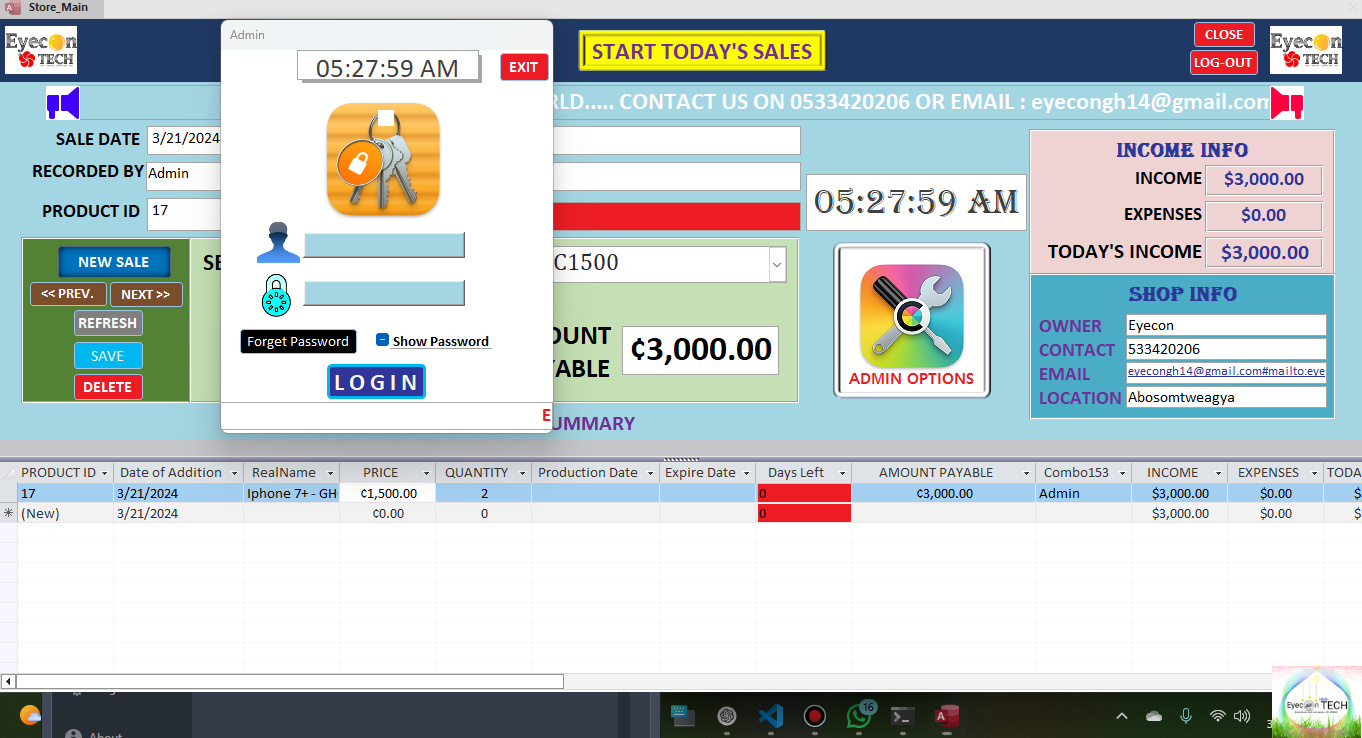 Store_Main
Admin
05:27:59 AM
EXIT
Forget Password
Show Password
LOGIN
E
Eyecon
TECH
START TODAY'S SALES
CLOSE
LOG-OUT
Eyecon
TECH
RLD..... CONTACT US ON 0533420206 OR EMAIL : eyecongh14@gmail.com
SALE DATE 3/21/2024
RECORDED BY Admin
PRODUCT ID 17
05:27:59 AM
INCOME INFO
INCOME $3,000.00
EXPENSES $0.00
TODAY'S INCOME $3,000.00
NEW SALE
<< PREV. NEXT >>
REFRESH
SAVE
DELETE
SE
C1500
OUNT
YABLE
¢3,000.00
ADMIN OPTIONS
SHOP INFO
OWNER Eyecon
CONTACT 533420206
EMAIL eyecongh14@gmail.com#mailto:eye
LOCATION Abosomtweagya
UMMARY
PRODUCT ID Date of Addition RealName PRICE QUANTITY Production Date Expire Date Days Left AMOUNT PAYABLE Combo153 INCOME EXPENSES TODA
17 3/21/2024 Iphone 7+ - GH ¢1,500.00 2 0 ¢3,000.00 Admin $3,000.00 $0.00 $
(New) 3/21/2024 ¢0.00 0 0 $3,000.00 $0.00 $
About
16
3
Eyecon TECH